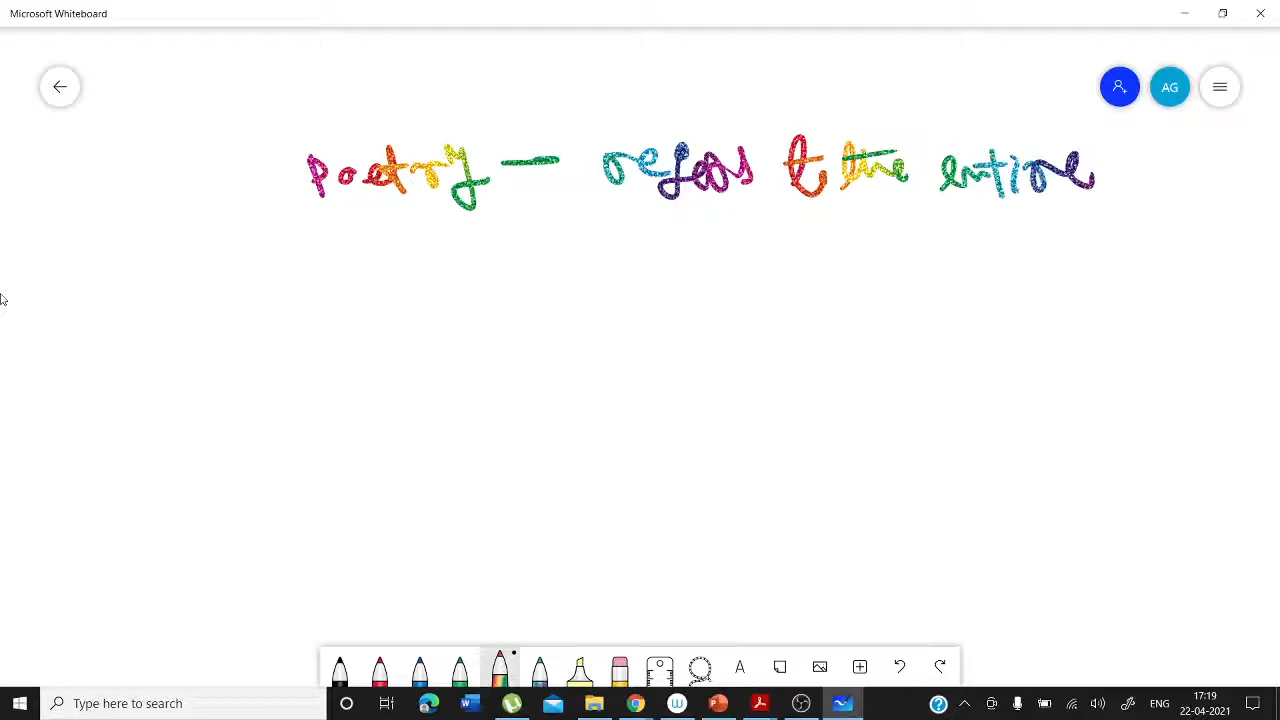 Microsoft Whiteboard
AG
poetry — refers to the entire
A
Type here to search
ENG
17:19
22-04-2021